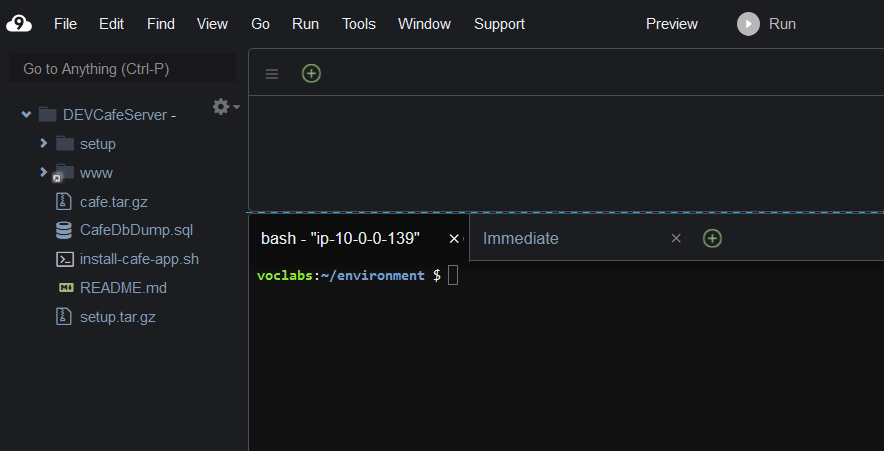 9 File Edit Find View Go Run Tools Window Support Preview Run
Go to Anything (Ctrl-P)
DEVCafeServer -
setup
www
cafe.tar.gz
CafeDbDump.sql
install-cafe-app.sh
README.md
setup.tar.gz
bash - "ip-10-0-0-139" × Immediate ×
voclabs:~/environment $